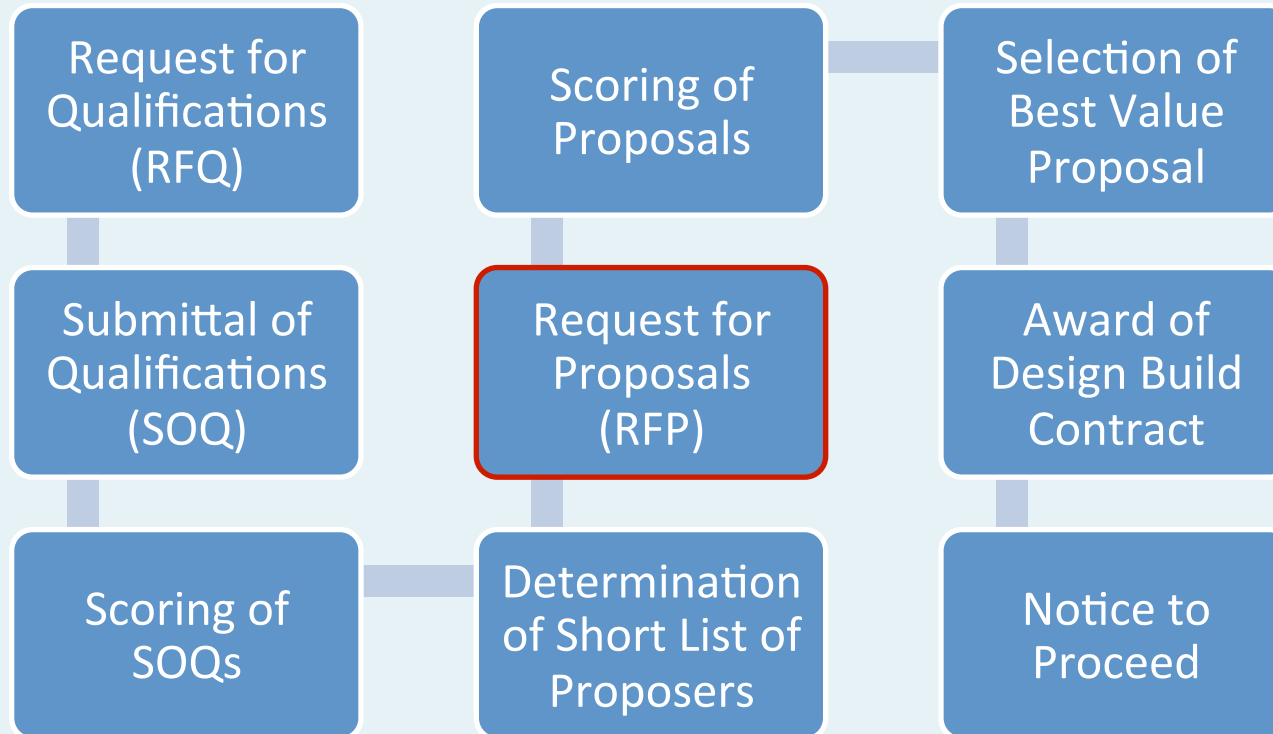 Request for
Qualifications
(RFQ)
Submittal of
Qualifications
(SOQ)
Scoring of
SOQs
Determination
of Short List of
Proposers
Request for
Proposals
(RFP)
Scoring of
Proposals
Selection of
Best Value
Proposal
Award of
Design Build
Contract
Notice to
Proceed